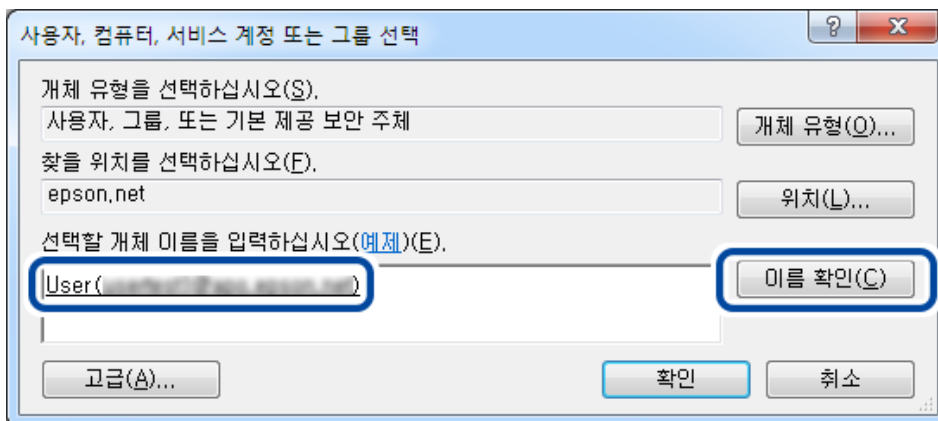 사용자, 컴퓨터, 서비스 계정 또는 그룹 선택
개체 유형을 선택하십시오(S).
사용자, 그룹, 또는 기본 제공 보안 주체
개체 유형(O)...
찾을 위치를 선택하십시오(F).
epson.net
위치(L)...
선택할 개체 이름을 입력하십시오(예제)(E).
User(
)
이름 확인(C)
고급(A)...
확인
취소